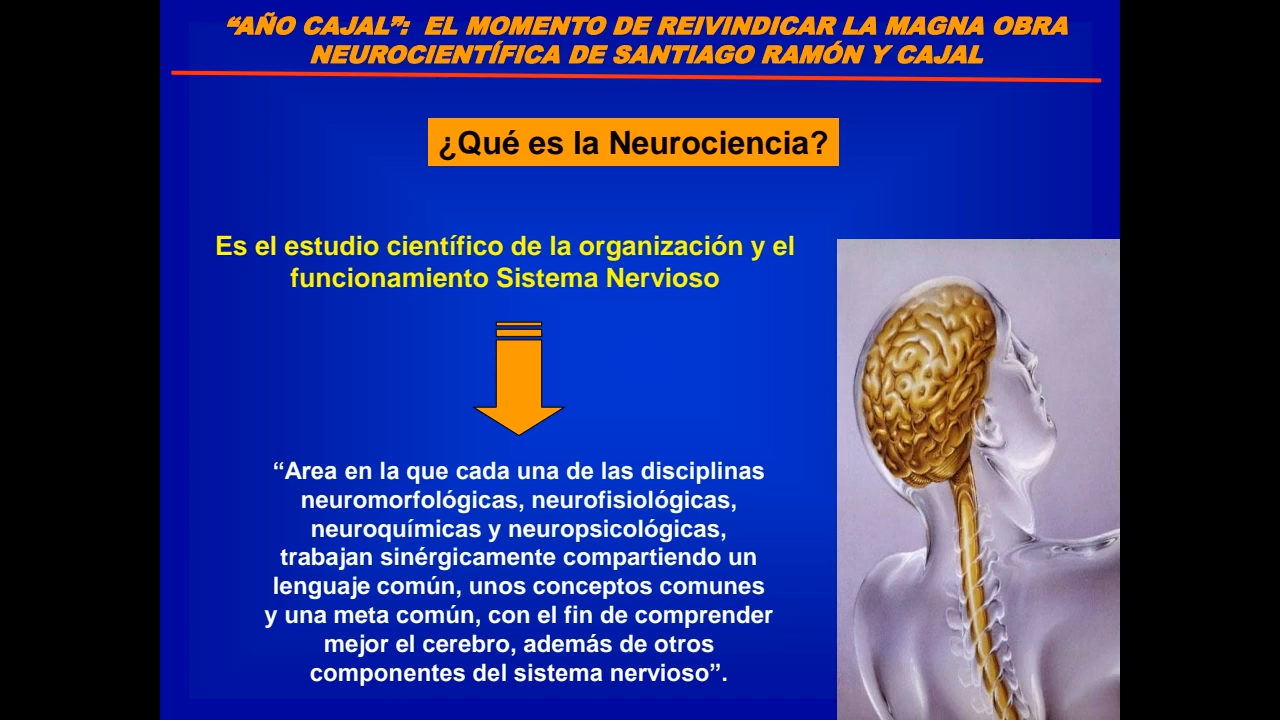 “AÑO CAJAL”: EL MOMENTO DE REIVINDICAR LA MAGNA OBRA
NEUROCIENTÍFICA DE SANTIAGO RAMÓN Y CAJAL
¿Qué es la Neurociencia?
Es el estudio científico de la organización y el
funcionamiento Sistema Nervioso
“Area en la que cada una de las disciplinas
neuromorfológicas, neurofisiológicas,
neuroquímicas y neuropsicológicas,
trabajan sinérgicamente compartiendo un
lenguaje común, unos conceptos comunes
y una meta común, con el fin de comprender
mejor el cerebro, además de otros
componentes del sistema nervioso”.